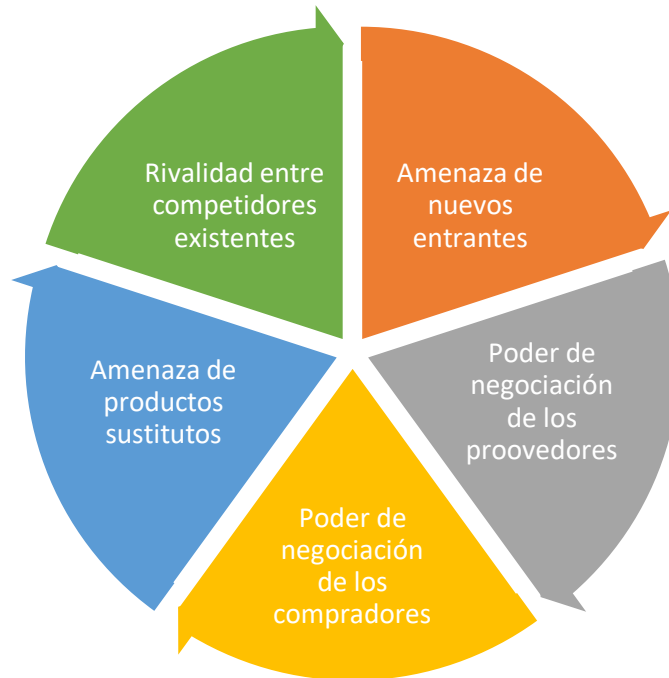 Rivalidad entre
competidores
existentes
Amenaza de
nuevos
entrantes
Poder de
negociación
de los
proovedores
Poder de
negociación
de los
compradores
Amenaza de
productos
sustitutos